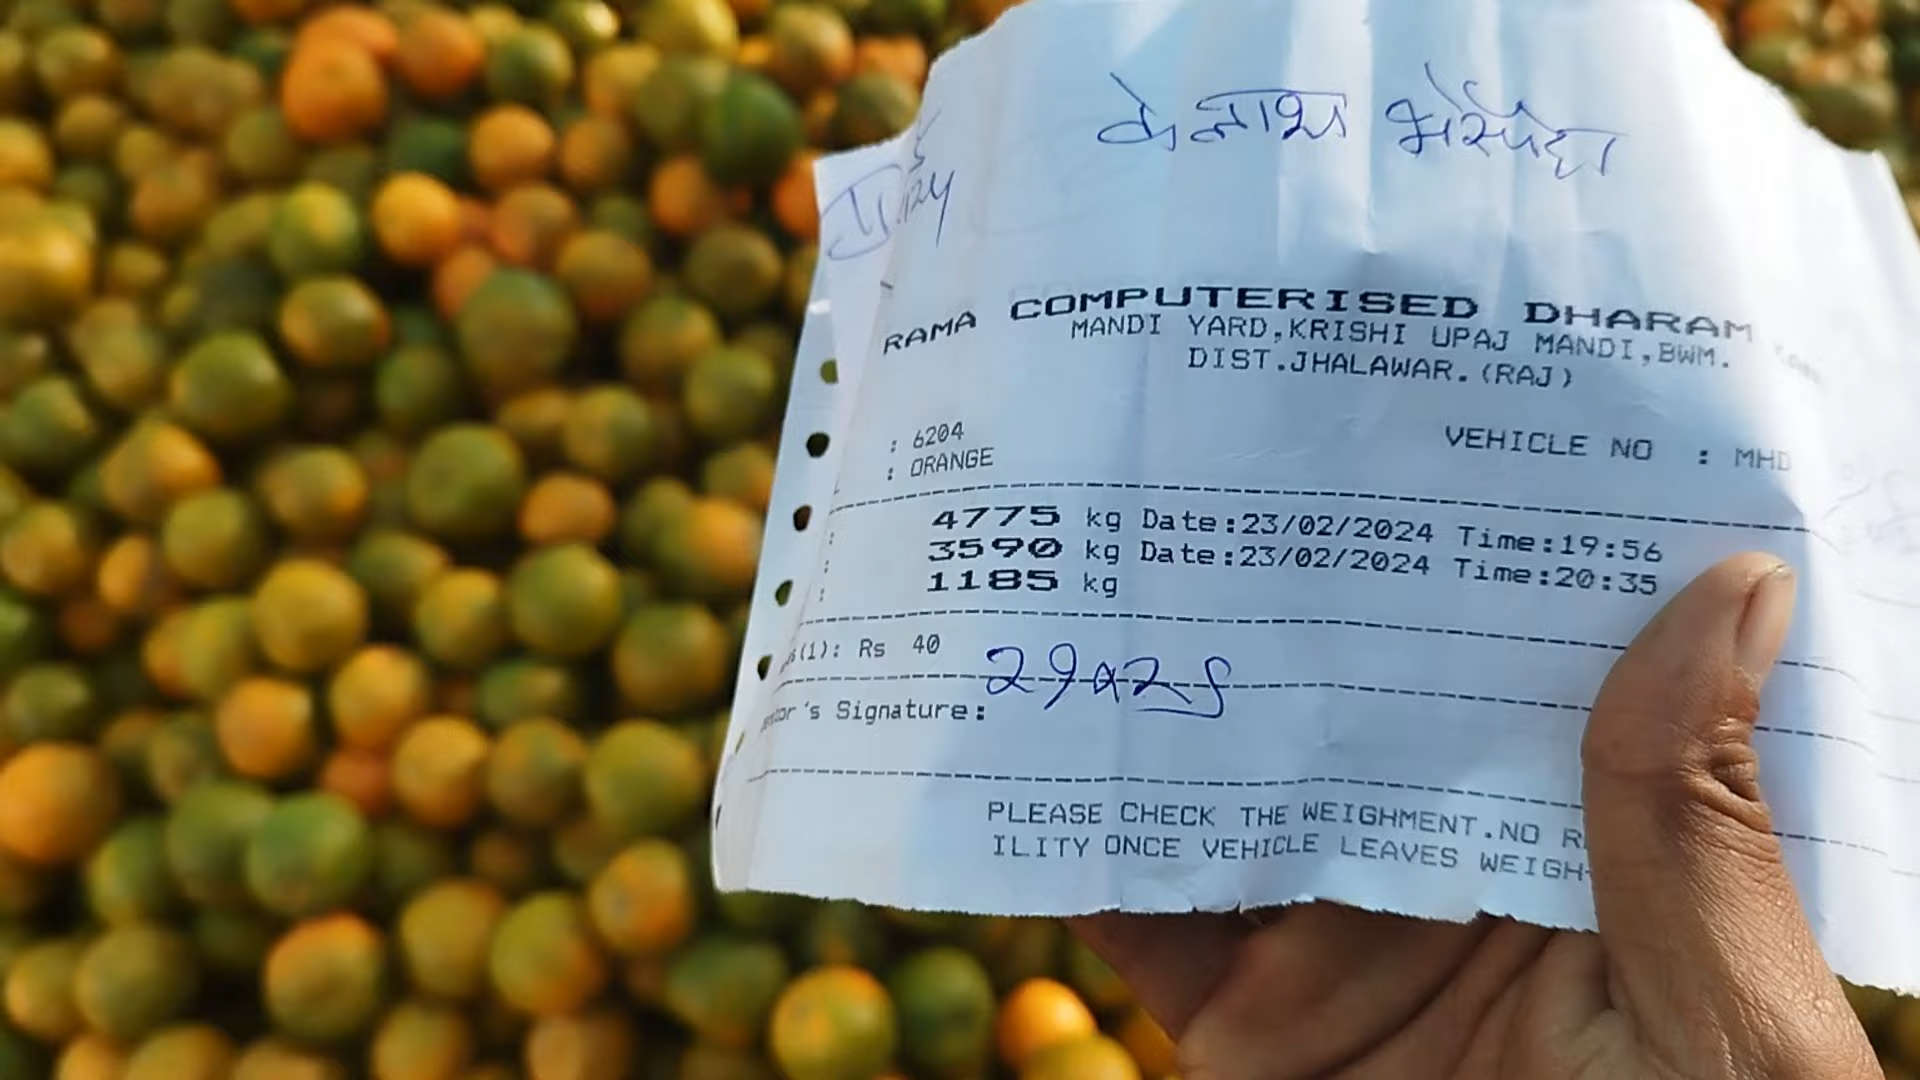 RAMA COMPUTERISED DHARAM
MANDI YARD,KRISHI UPAJ MANDI,BWM.
DIST.JHALAWAR.(RAJ)
: 6204
VEHICLE NO : MHD
: ORANGE
: 4775 kg Date:23/02/2024 Time:19:56
: 3590 kg Date:23/02/2024 Time:20:35
: 1185 kg
(1): Rs 40
's Signature:
PLEASE CHECK THE WEIGHMENT.NO R
ILITY ONCE VEHICLE LEAVES WEIGH